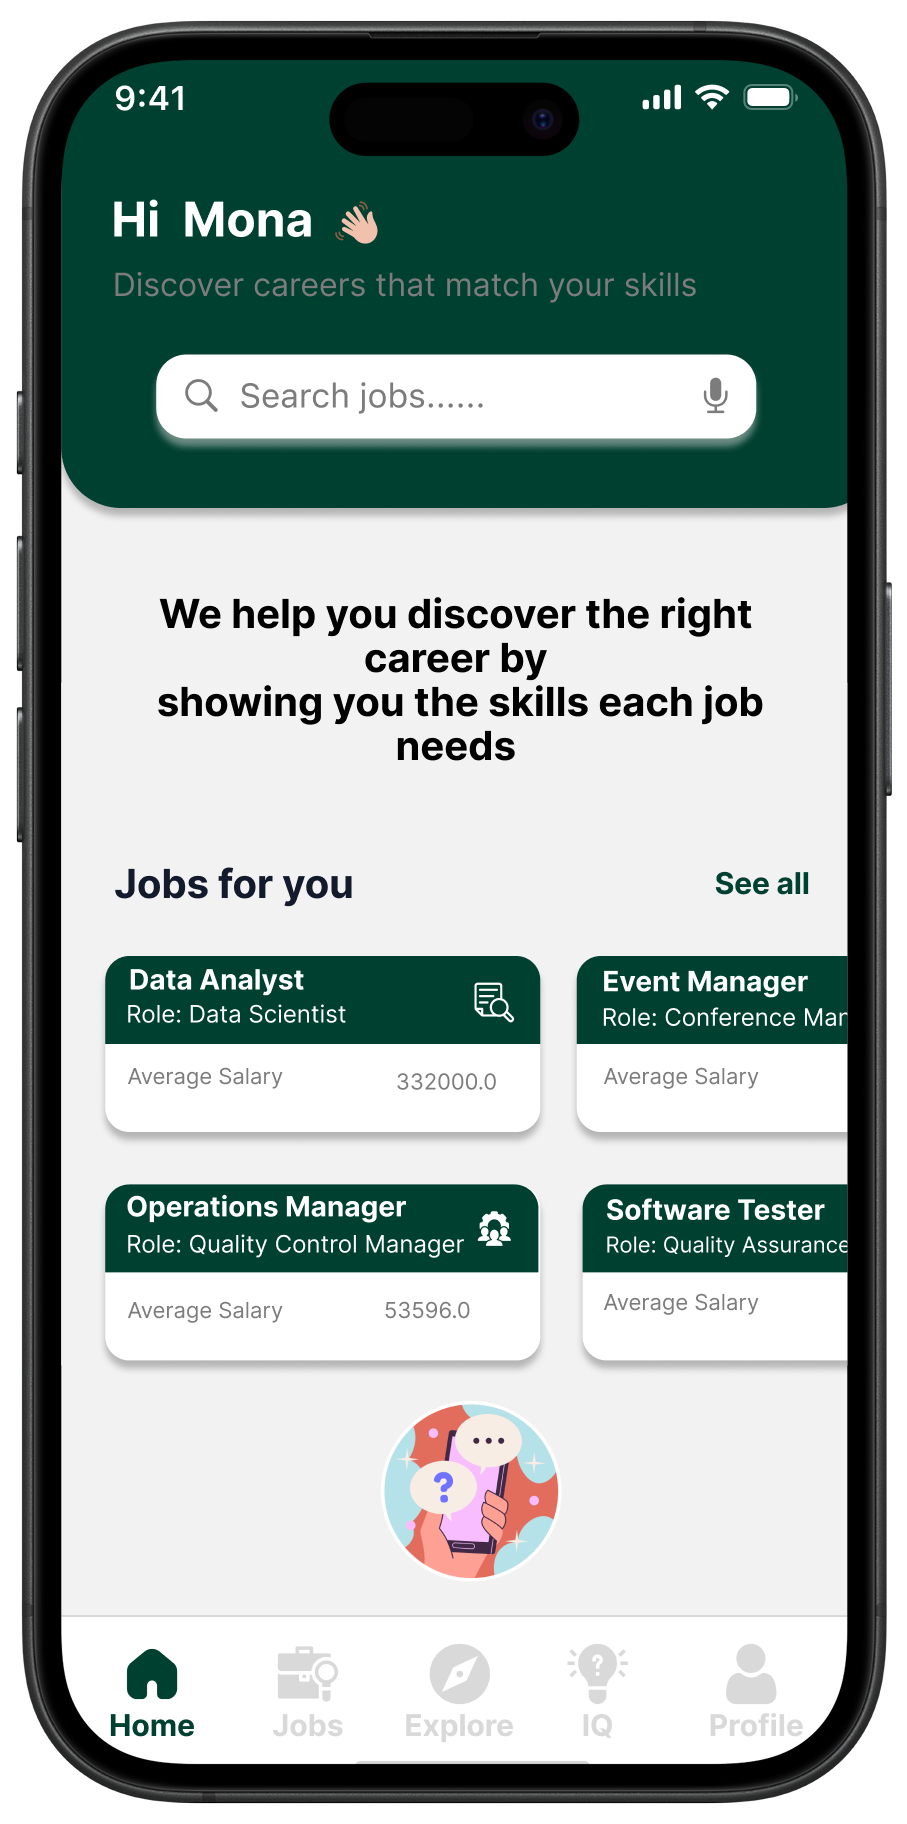 9:41
Hi Mona 👋🏻
Discover careers that match your skills
Search jobs......
We help you discover the right
career by
showing you the skills each job
needs
Jobs for you
See all
Data Analyst
Role: Data Scientist
Average Salary
332000.0
Event Manager
Role: Conference Man
Average Salary
Operations Manager
Role: Quality Control Manager
Average Salary
53596.0
Software Tester
Role: Quality Assurance
Average Salary
?
Home
Jobs
Explore
IQ
Profile